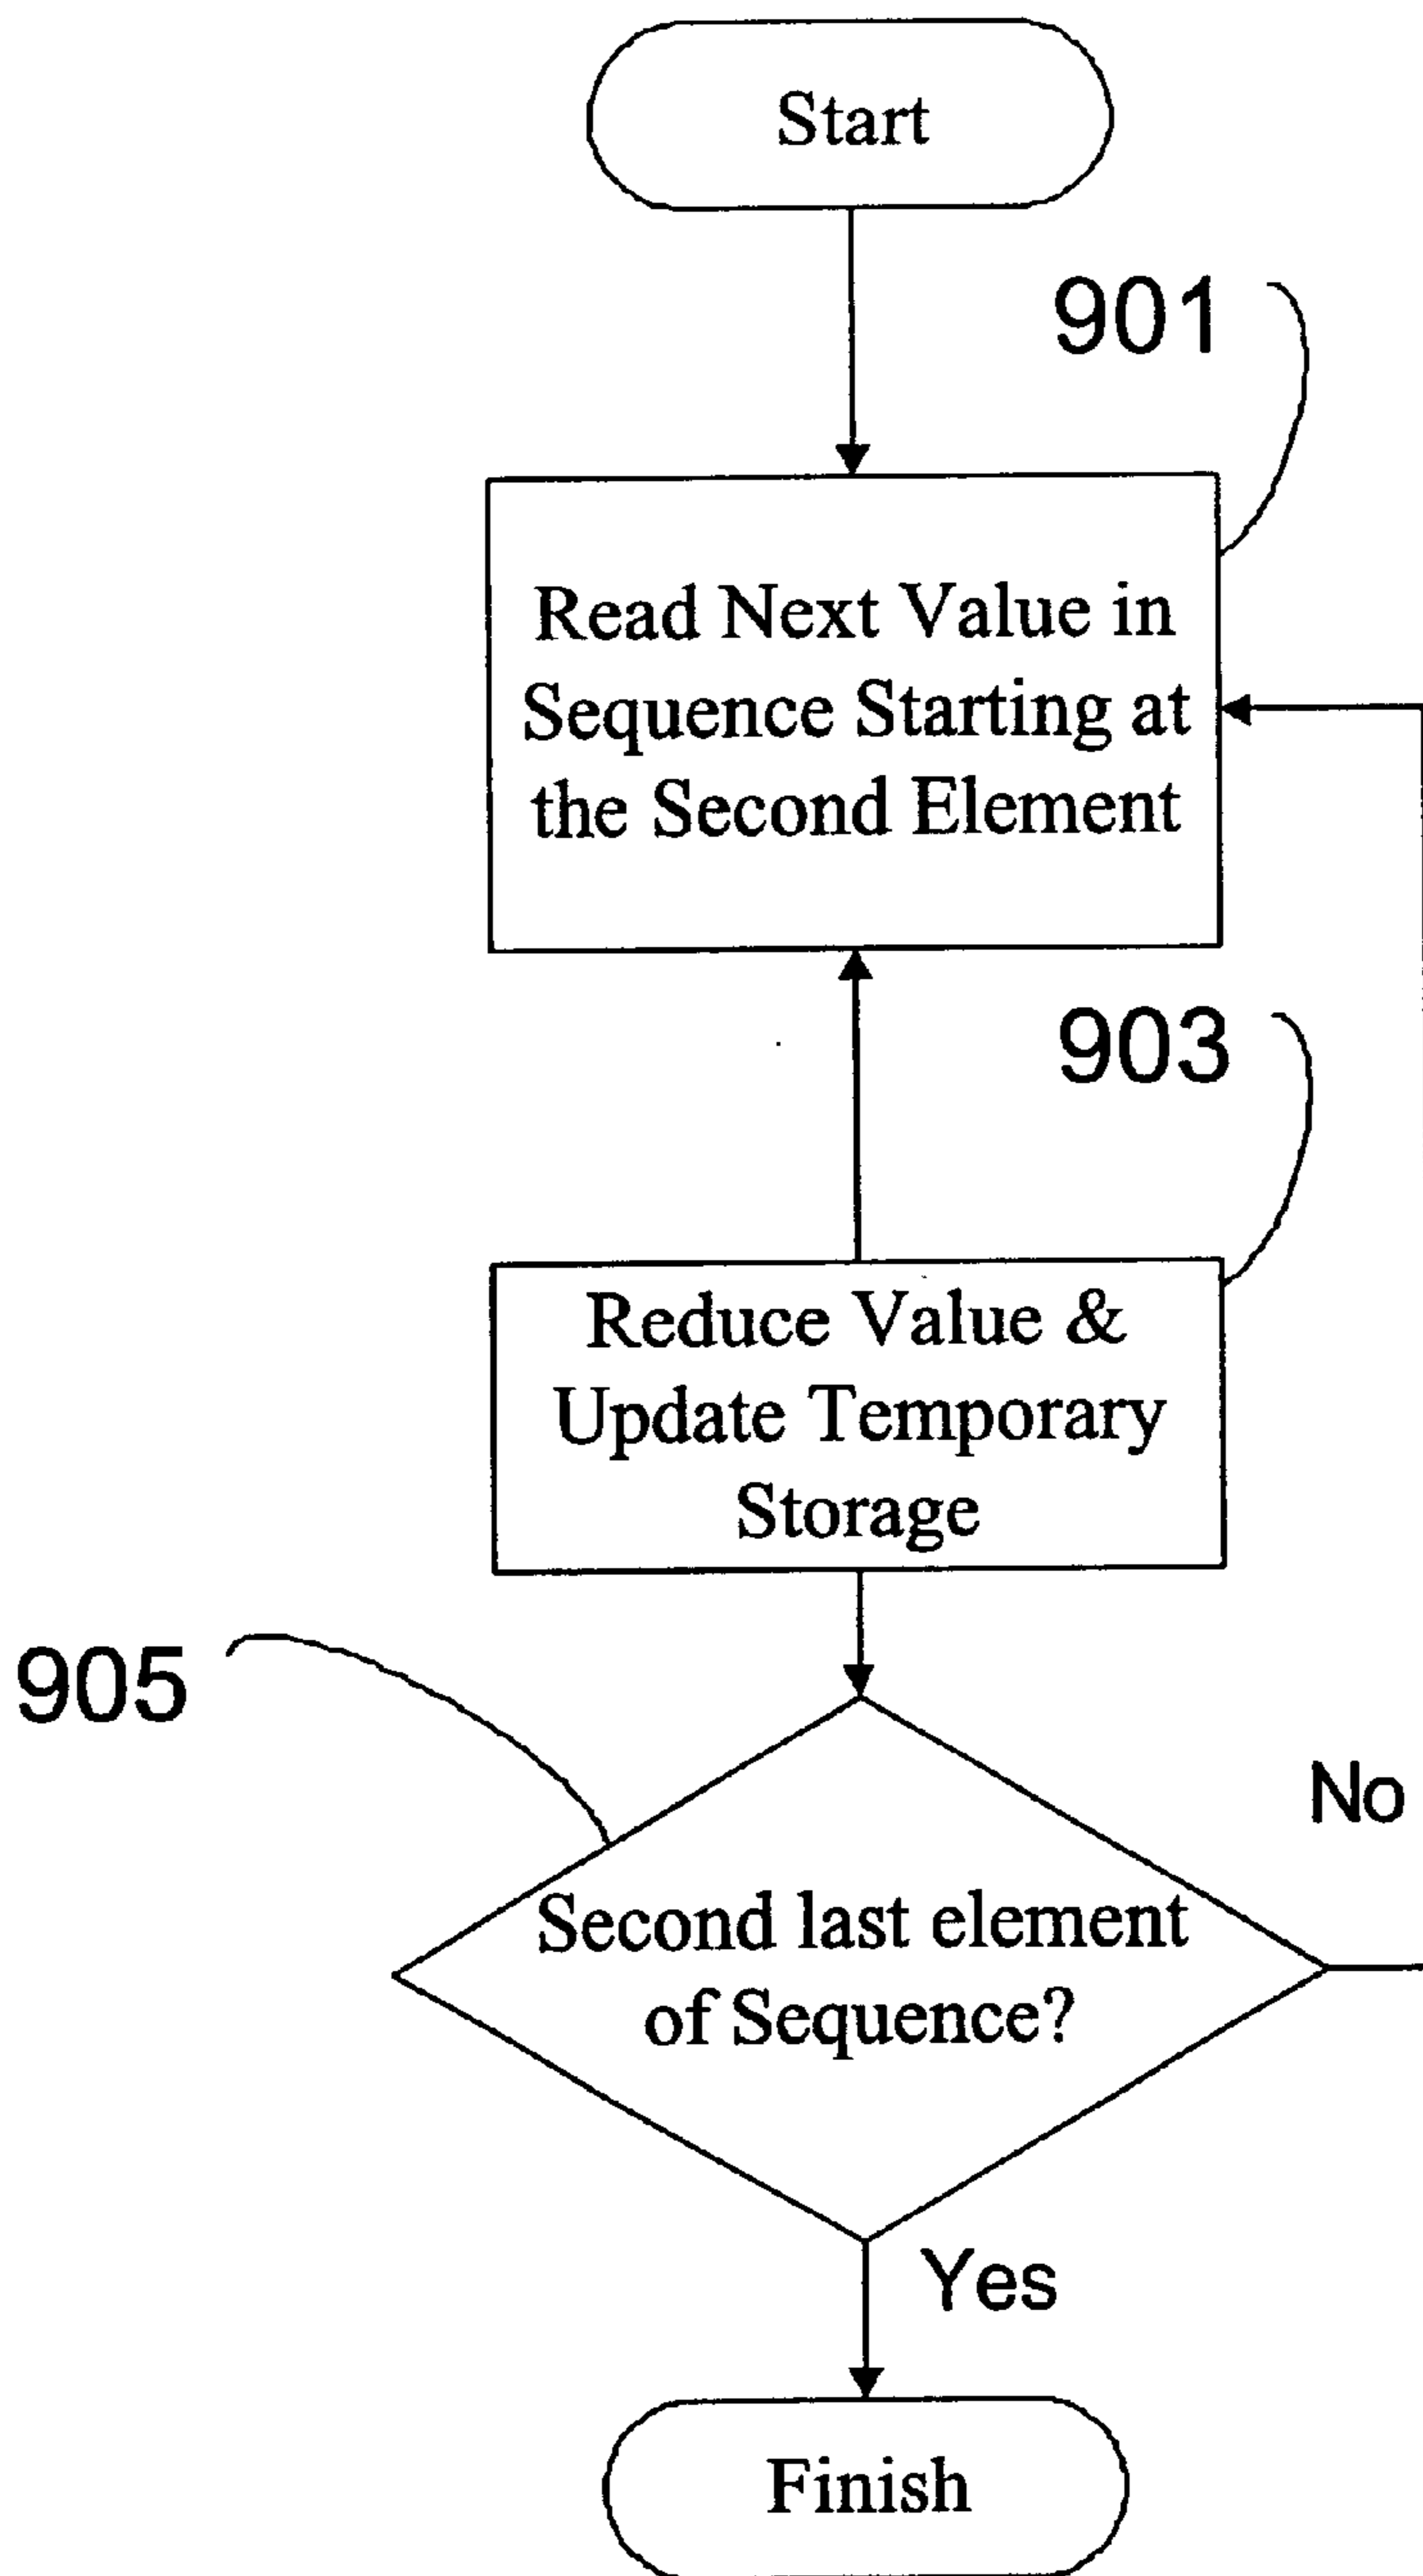 Start
901
Read Next Value in
Sequence Starting at
the Second Element
903
Reduce Value &
Update Temporary
Storage
905
No
Second last element
of Sequence?
Yes
Finish